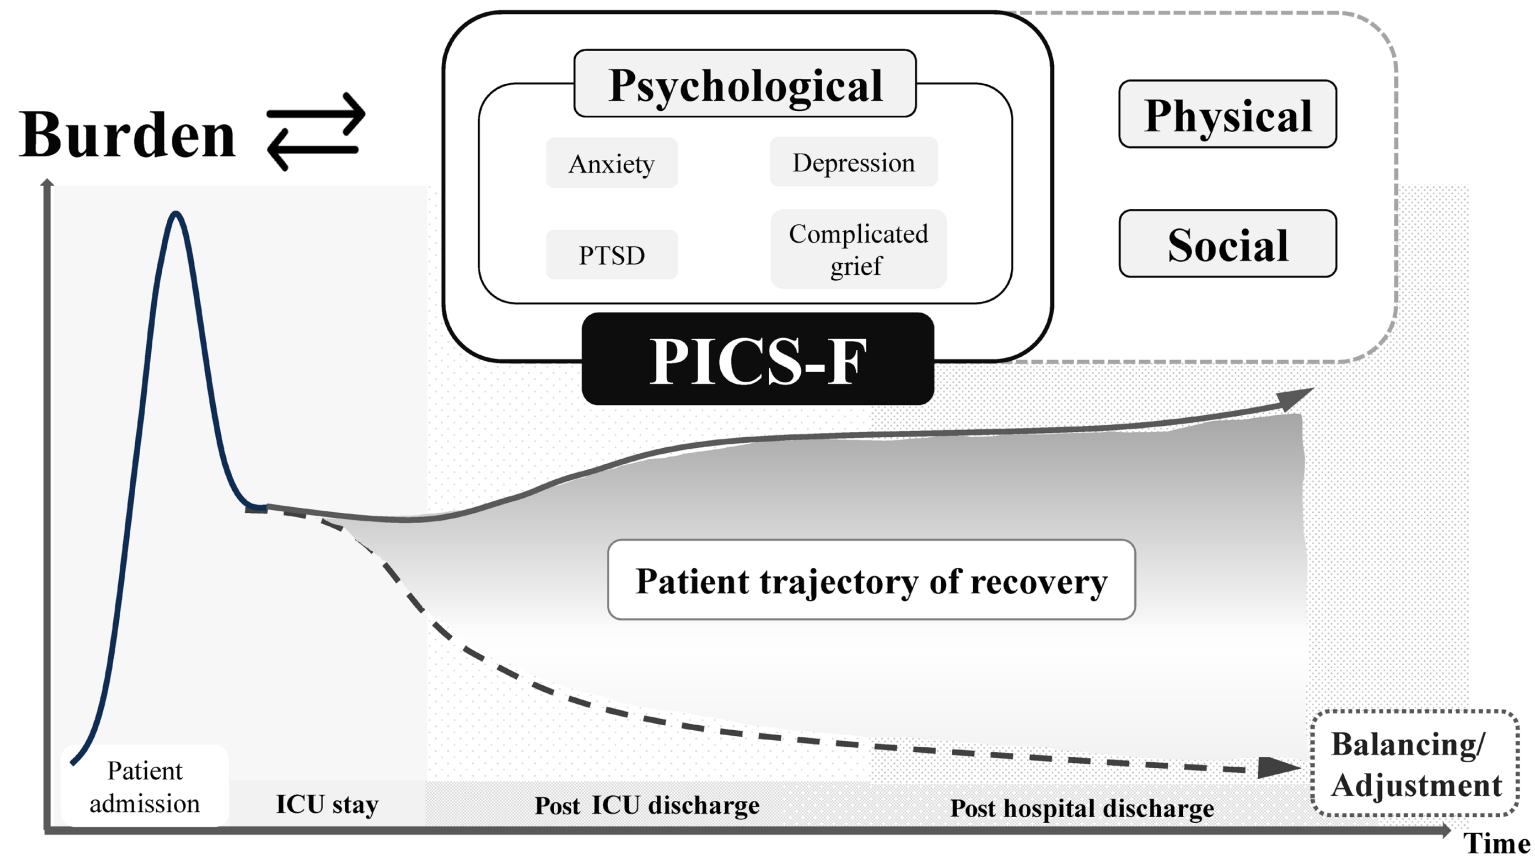 Burden
Psychological
Anxiety
Depression
PTSD
Complicated
grief
PICS-F
Physical
Social
Patient trajectory of recovery
Balancing/
Adjustment
Patient
admission
ICU stay
Post ICU discharge
Post hospital discharge
Time